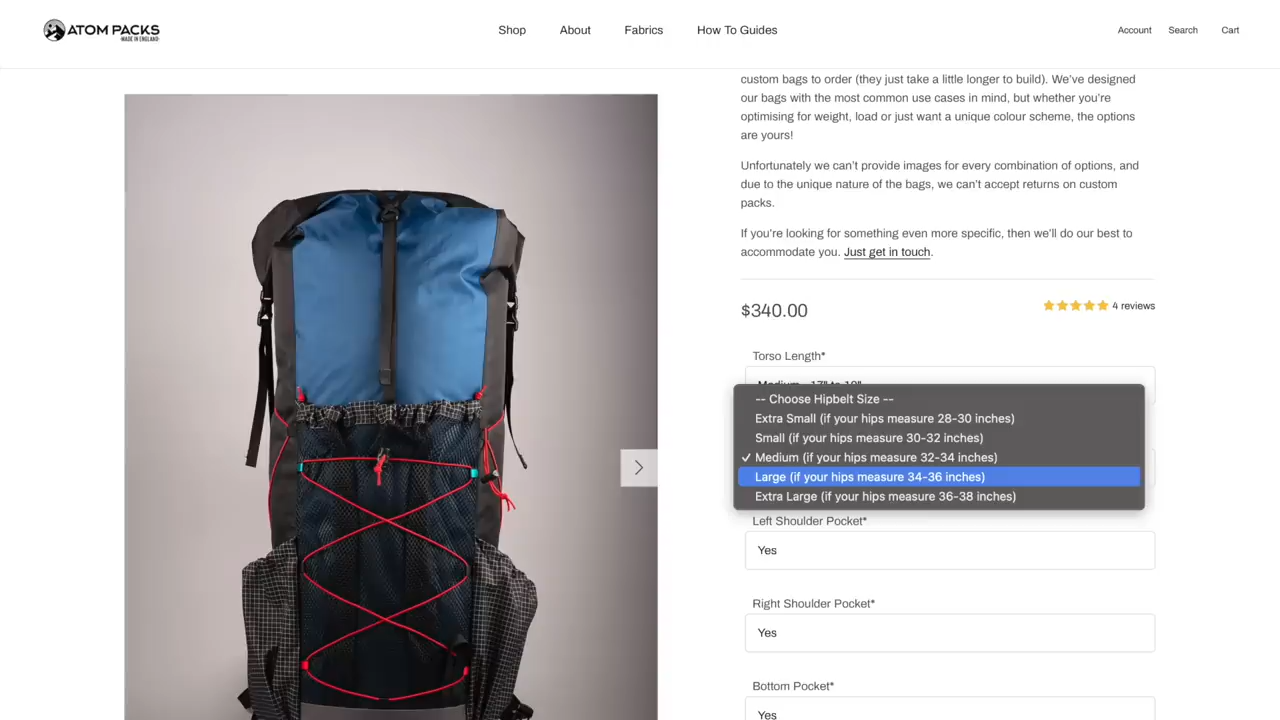 ATOM PACKS
MADE IN ENGLAND
Shop
About
Fabrics
How To Guides
Account
Search
Cart
custom bags to order (they just take a little longer to build). We've designed
our bags with the most common use cases in mind, but whether you're
optimising for weight, load or just want a unique colour scheme, the options
are yours!
Unfortunately we can't provide images for every combination of options, and
due to the unique nature of the bags, we can't accept returns on custom
packs.
If you're looking for something even more specific, then we'll do our best to
accommodate you. Just get in touch.
$340.00
4 reviews
Torso Length*
Medium - 17" to 19"
-- Choose Hipbelt Size --
Extra Small (if your hips measure 28-30 inches)
Small (if your hips measure 30-32 inches)
✓ Medium (if your hips measure 32-34 inches)
Large (if your hips measure 34-36 inches)
Extra Large (if your hips measure 36-38 inches)
Left Shoulder Pocket*
Yes
Right Shoulder Pocket*
Yes
Bottom Pocket*
Yes